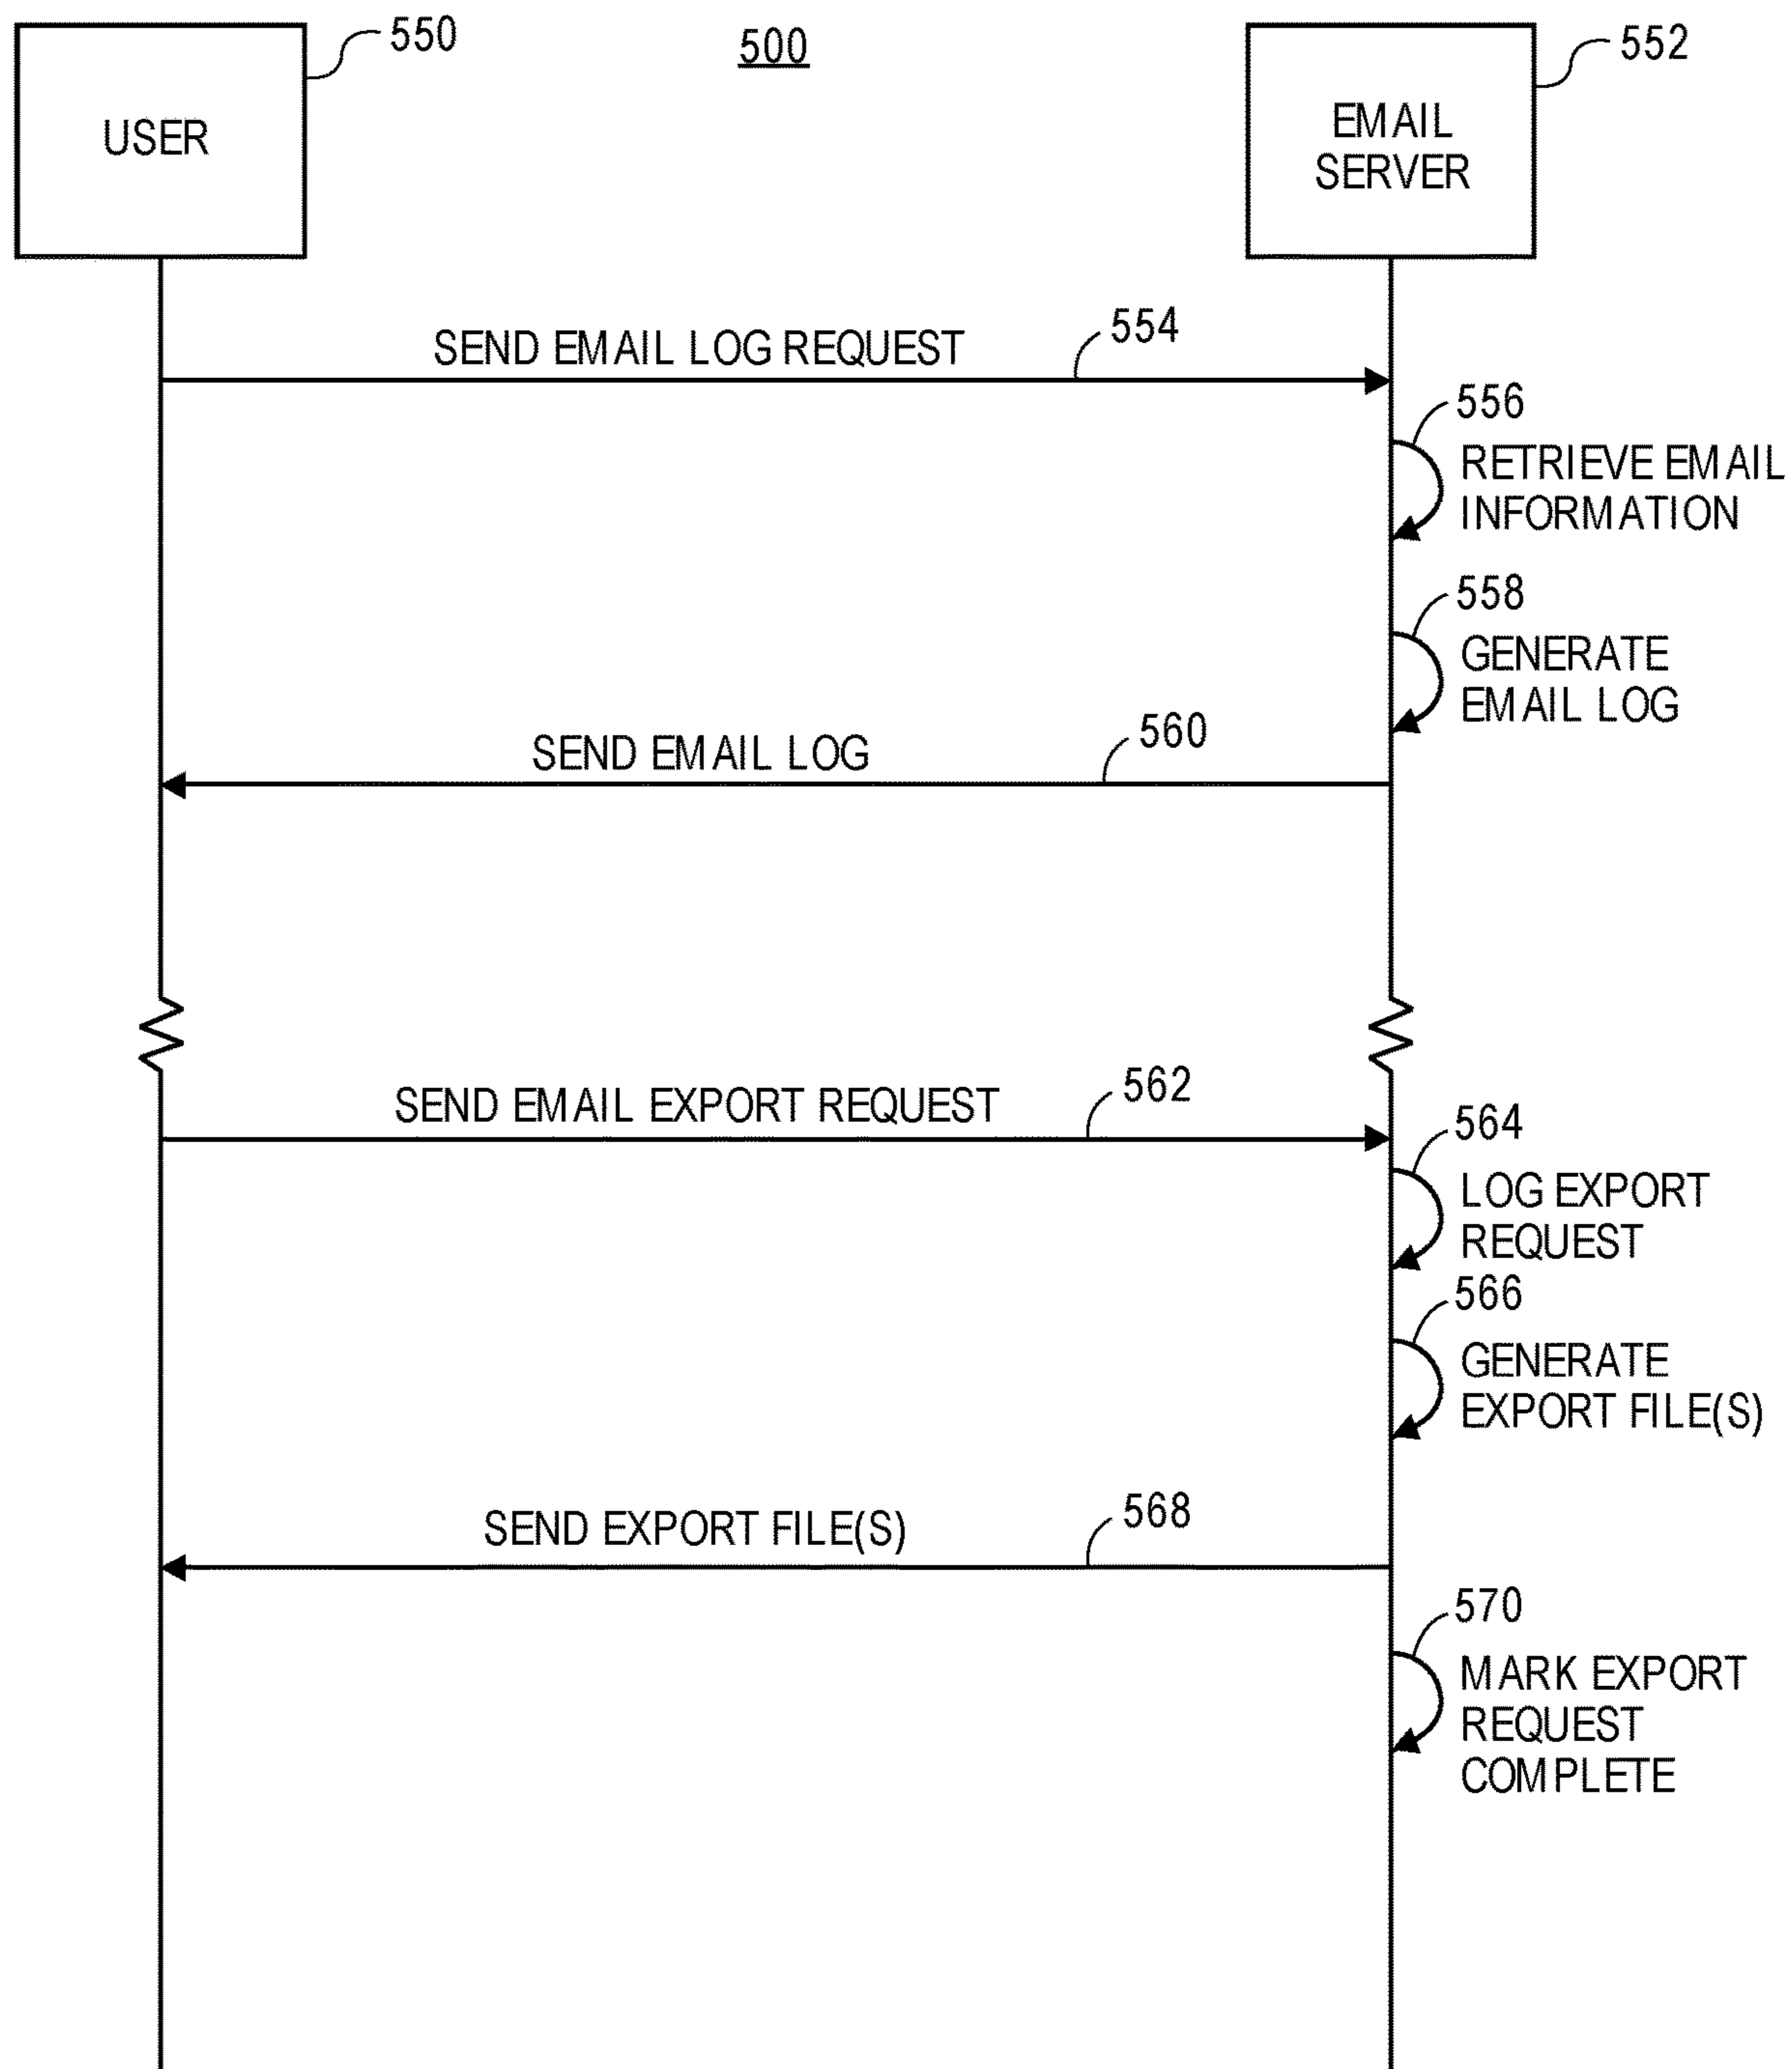 550
500
552
USER
EMAIL
SERVER
554
SEND EMAIL LOG REQUEST
556
RETRIEVE EMAIL
INFORMATION
558
GENERATE
EMAIL LOG
560
SEND EMAIL LOG
562
SEND EMAIL EXPORT REQUEST
564
LOG EXPORT
REQUEST
566
GENERATE
EXPORT FILE(S)
568
SEND EXPORT FILE(S)
570
MARK EXPORT
REQUEST
COMPLETE